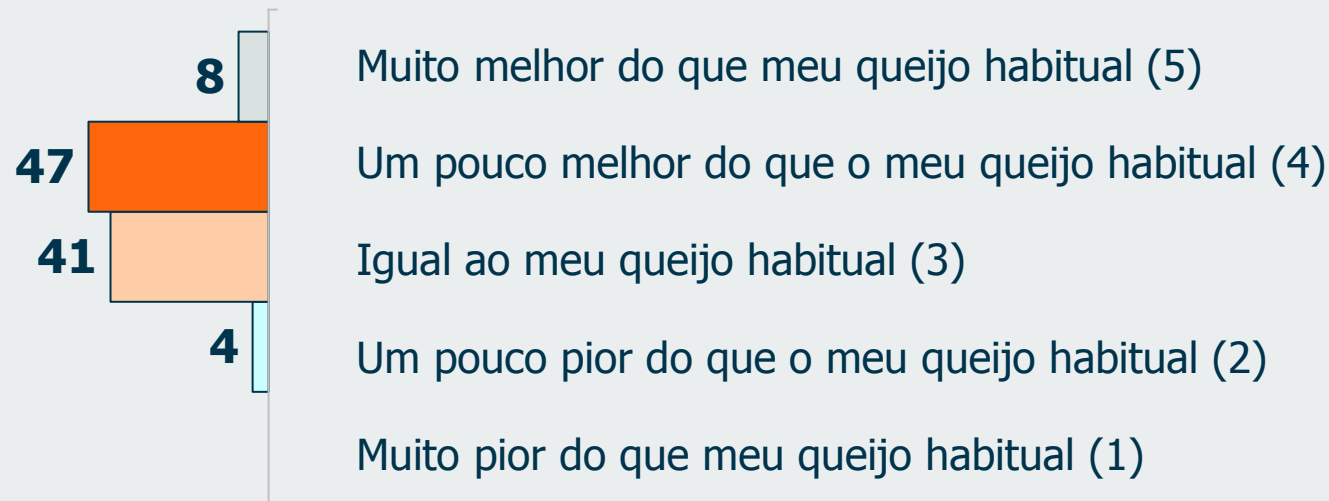 8 Muito melhor do que meu queijo habitual (5)
47 Um pouco melhor do que o meu queijo habitual (4)
41 Igual ao meu queijo habitual (3)
4 Um pouco pior do que o meu queijo habitual (2)
Muito pior do que meu queijo habitual (1)